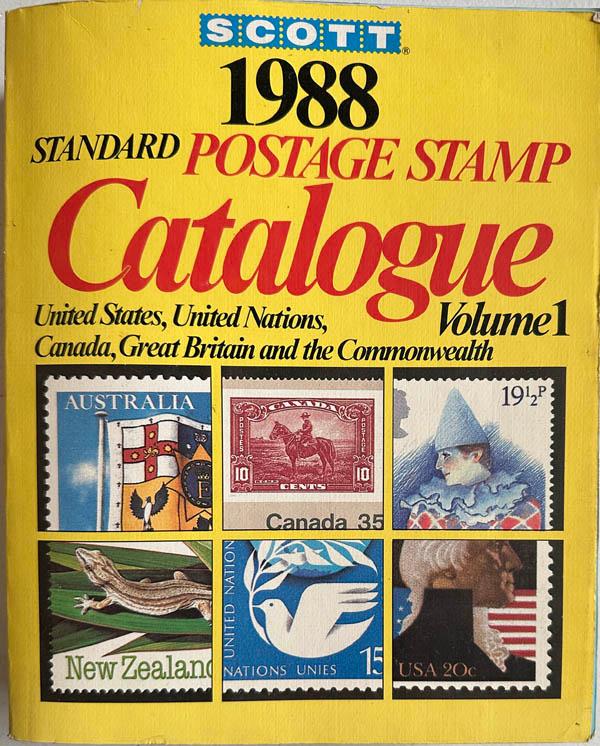 SCOTT®
1988
STANDARD POSTAGE STAMP
Catalogue
Volume 1
United States, United Nations,
Canada, Great Britain and the Commonwealth
AUSTRALIA
E
CANADA
POSTES
POSTAGE
10
10
CENTS
Canada 35
19½P
New Zealand
UNITED NATION
NATIONS UNIES
15
USA 20c